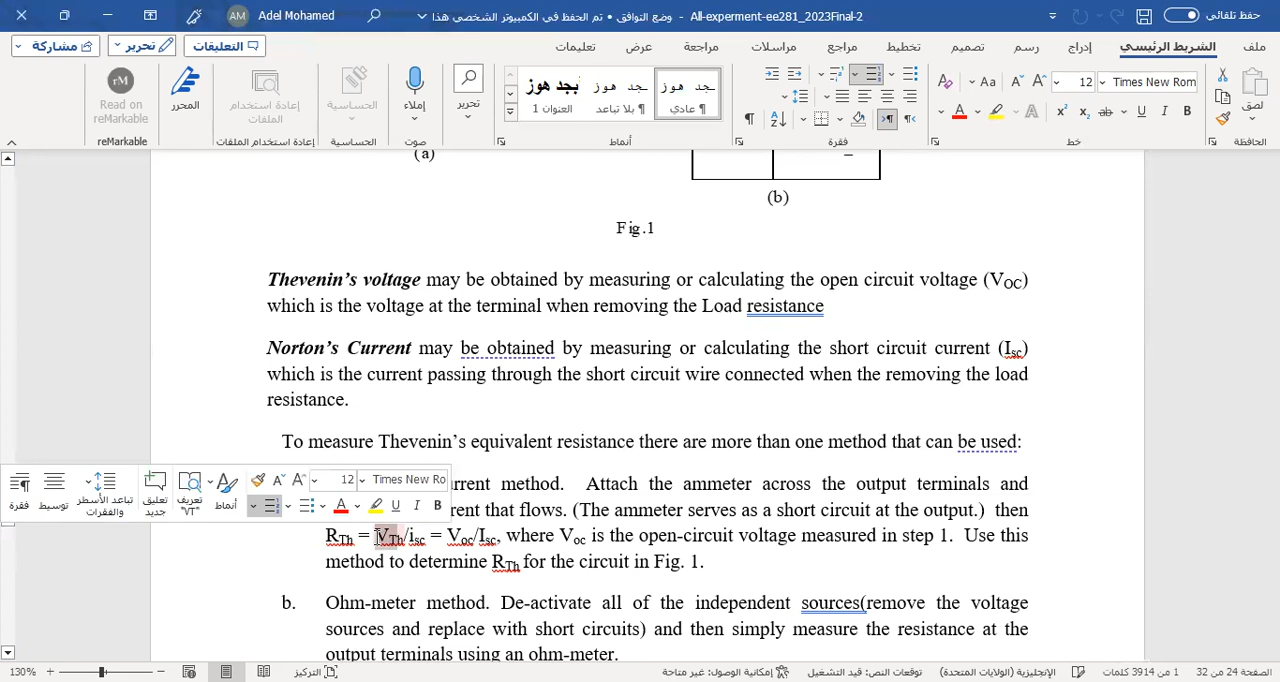 حفظ تلقائي
All-experment-ee281_2023Final-2 - وضع التوافق • تم الحفظ في الكمبيوتر الشخصي هذا
Adel Mohamed AM
ملف الشريط الرئيسي إدراج رسم تصميم تخطيط مراجع مراسلات مراجعة عرض تعليمات
التعليقات تحرير مشاركة
لصق
Times New Rom 12
الحافظة
خط
فقرة
عادي ¶
بلا تباعد ¶
العنوان 1
أنماط
تحرير
إملاء
صوت
الحساسية
الحساسية
إعادة استخدام الملفات
إعادة استخدام الملفات
المحرر
Read on reMarkable
reMarkable
(a)
(b)
Fig.1
Thevenin's voltage may be obtained by measuring or calculating the open circuit voltage (VOC)
which is the voltage at the terminal when removing the Load resistance
Norton's Current may be obtained by measuring or calculating the short circuit current (Isc)
which is the current passing through the short circuit wire connected when the removing the load
resistance.
To measure Thevenin's equivalent resistance there are more than one method that can be used:
فقرة
توسيط
تباعد الأسطر والفقرات
تعليق جديد
تعريف "VT"
أنماط
12 Times New Ro
urrent method. Attach the ammeter across the output terminals and
rent that flows. (The ammeter serves as a short circuit at the output.) then
RTh = VTh/isc = Voc/Isc, where Voc is the open-circuit voltage measured in step 1. Use this
method to determine RTh for the circuit in Fig. 1.
b. Ohm-meter method. De-activate all of the independent sources(remove the voltage
sources and replace with short circuits) and then simply measure the resistance at the
output terminals using an ohm-meter.
الصفحة 24 من 32
1 من 3914 كلمات
الإنجليزية (الولايات المتحدة)
توقعات النص: قيد التشغيل
إمكانية الوصول: غير متاحة
التركيز
130%